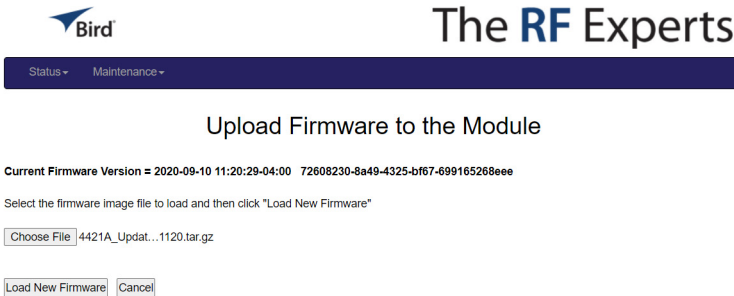 Bird
The RF Experts
Status Maintenance
Upload Firmware to the Module
Current Firmware Version = 2020-09-10 11:20:29-04:00 72608230-8a49-4325-bf67-699165268eee
Select the firmware image file to load and then click "Load New Firmware"
Choose File 4421A_Updat…1120.tar.gz
Load New Firmware Cancel